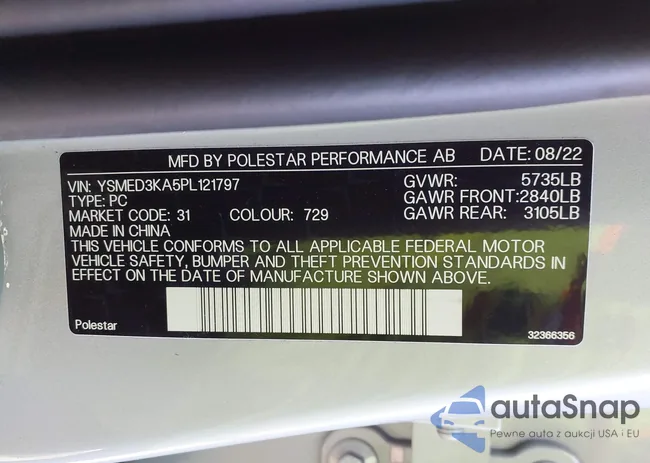 MFD BY POLESTAR PERFORMANCE AB DATE: 08/22
VIN: YSMED3KA5PL121797 GVWR: 5735LB
TYPE: PC GAWR FRONT:2840LB
MARKET CODE: 31 COLOUR: 729 GAWR REAR: 3105LB
MADE IN CHINA
THIS VEHICLE CONFORMS TO ALL APPLICABLE FEDERAL MOTOR
VEHICLE SAFETY, BUMPER AND THEFT PREVENTION STANDARDS IN
EFFECT ON THE DATE OF MANUFACTURE SHOWN ABOVE.
Polestar 32366356
autaSnap
Pewne auta z aukcji USA i EU